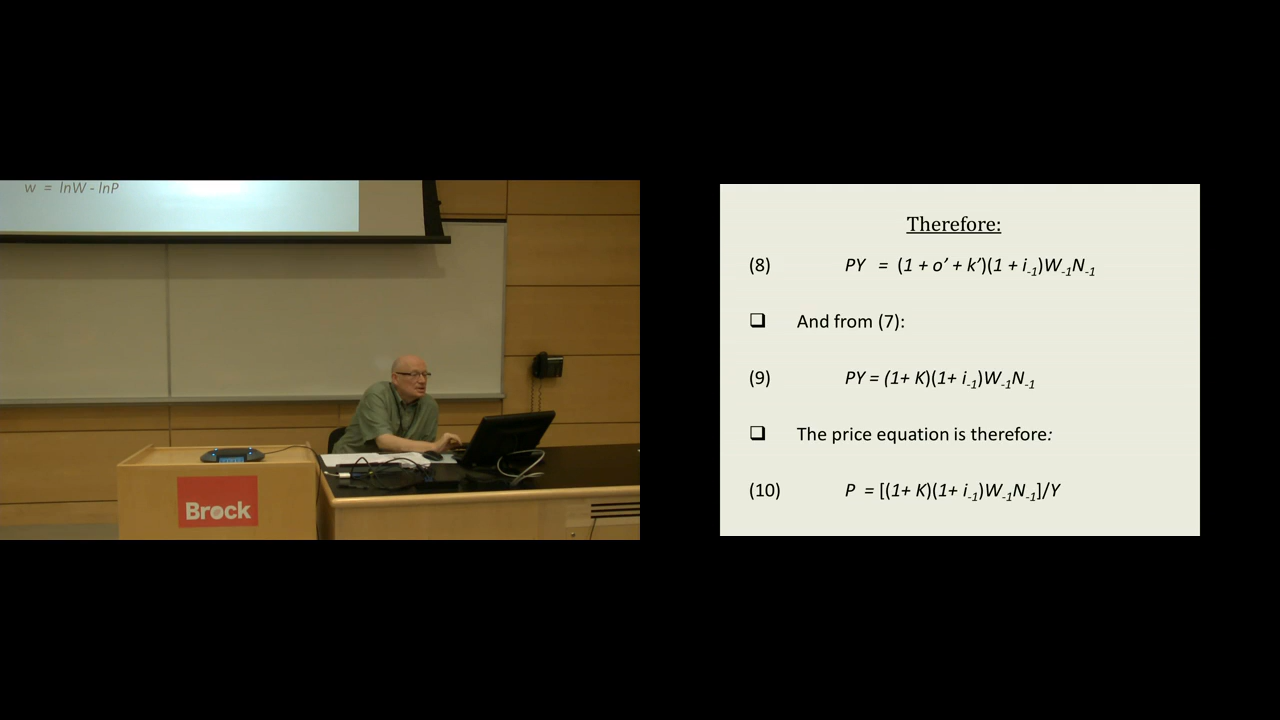 w = lnW - lnP
Brock
Therefore:
(8) PY = (1 + o’ + k’)(1 + i-1)W-1N-1
❑ And from (7):
(9) PY = (1+ K)(1+ i-1)W-1N-1
❑ The price equation is therefore:
(10) P = [(1+ K)(1+ i-1)W-1N-1]/Y